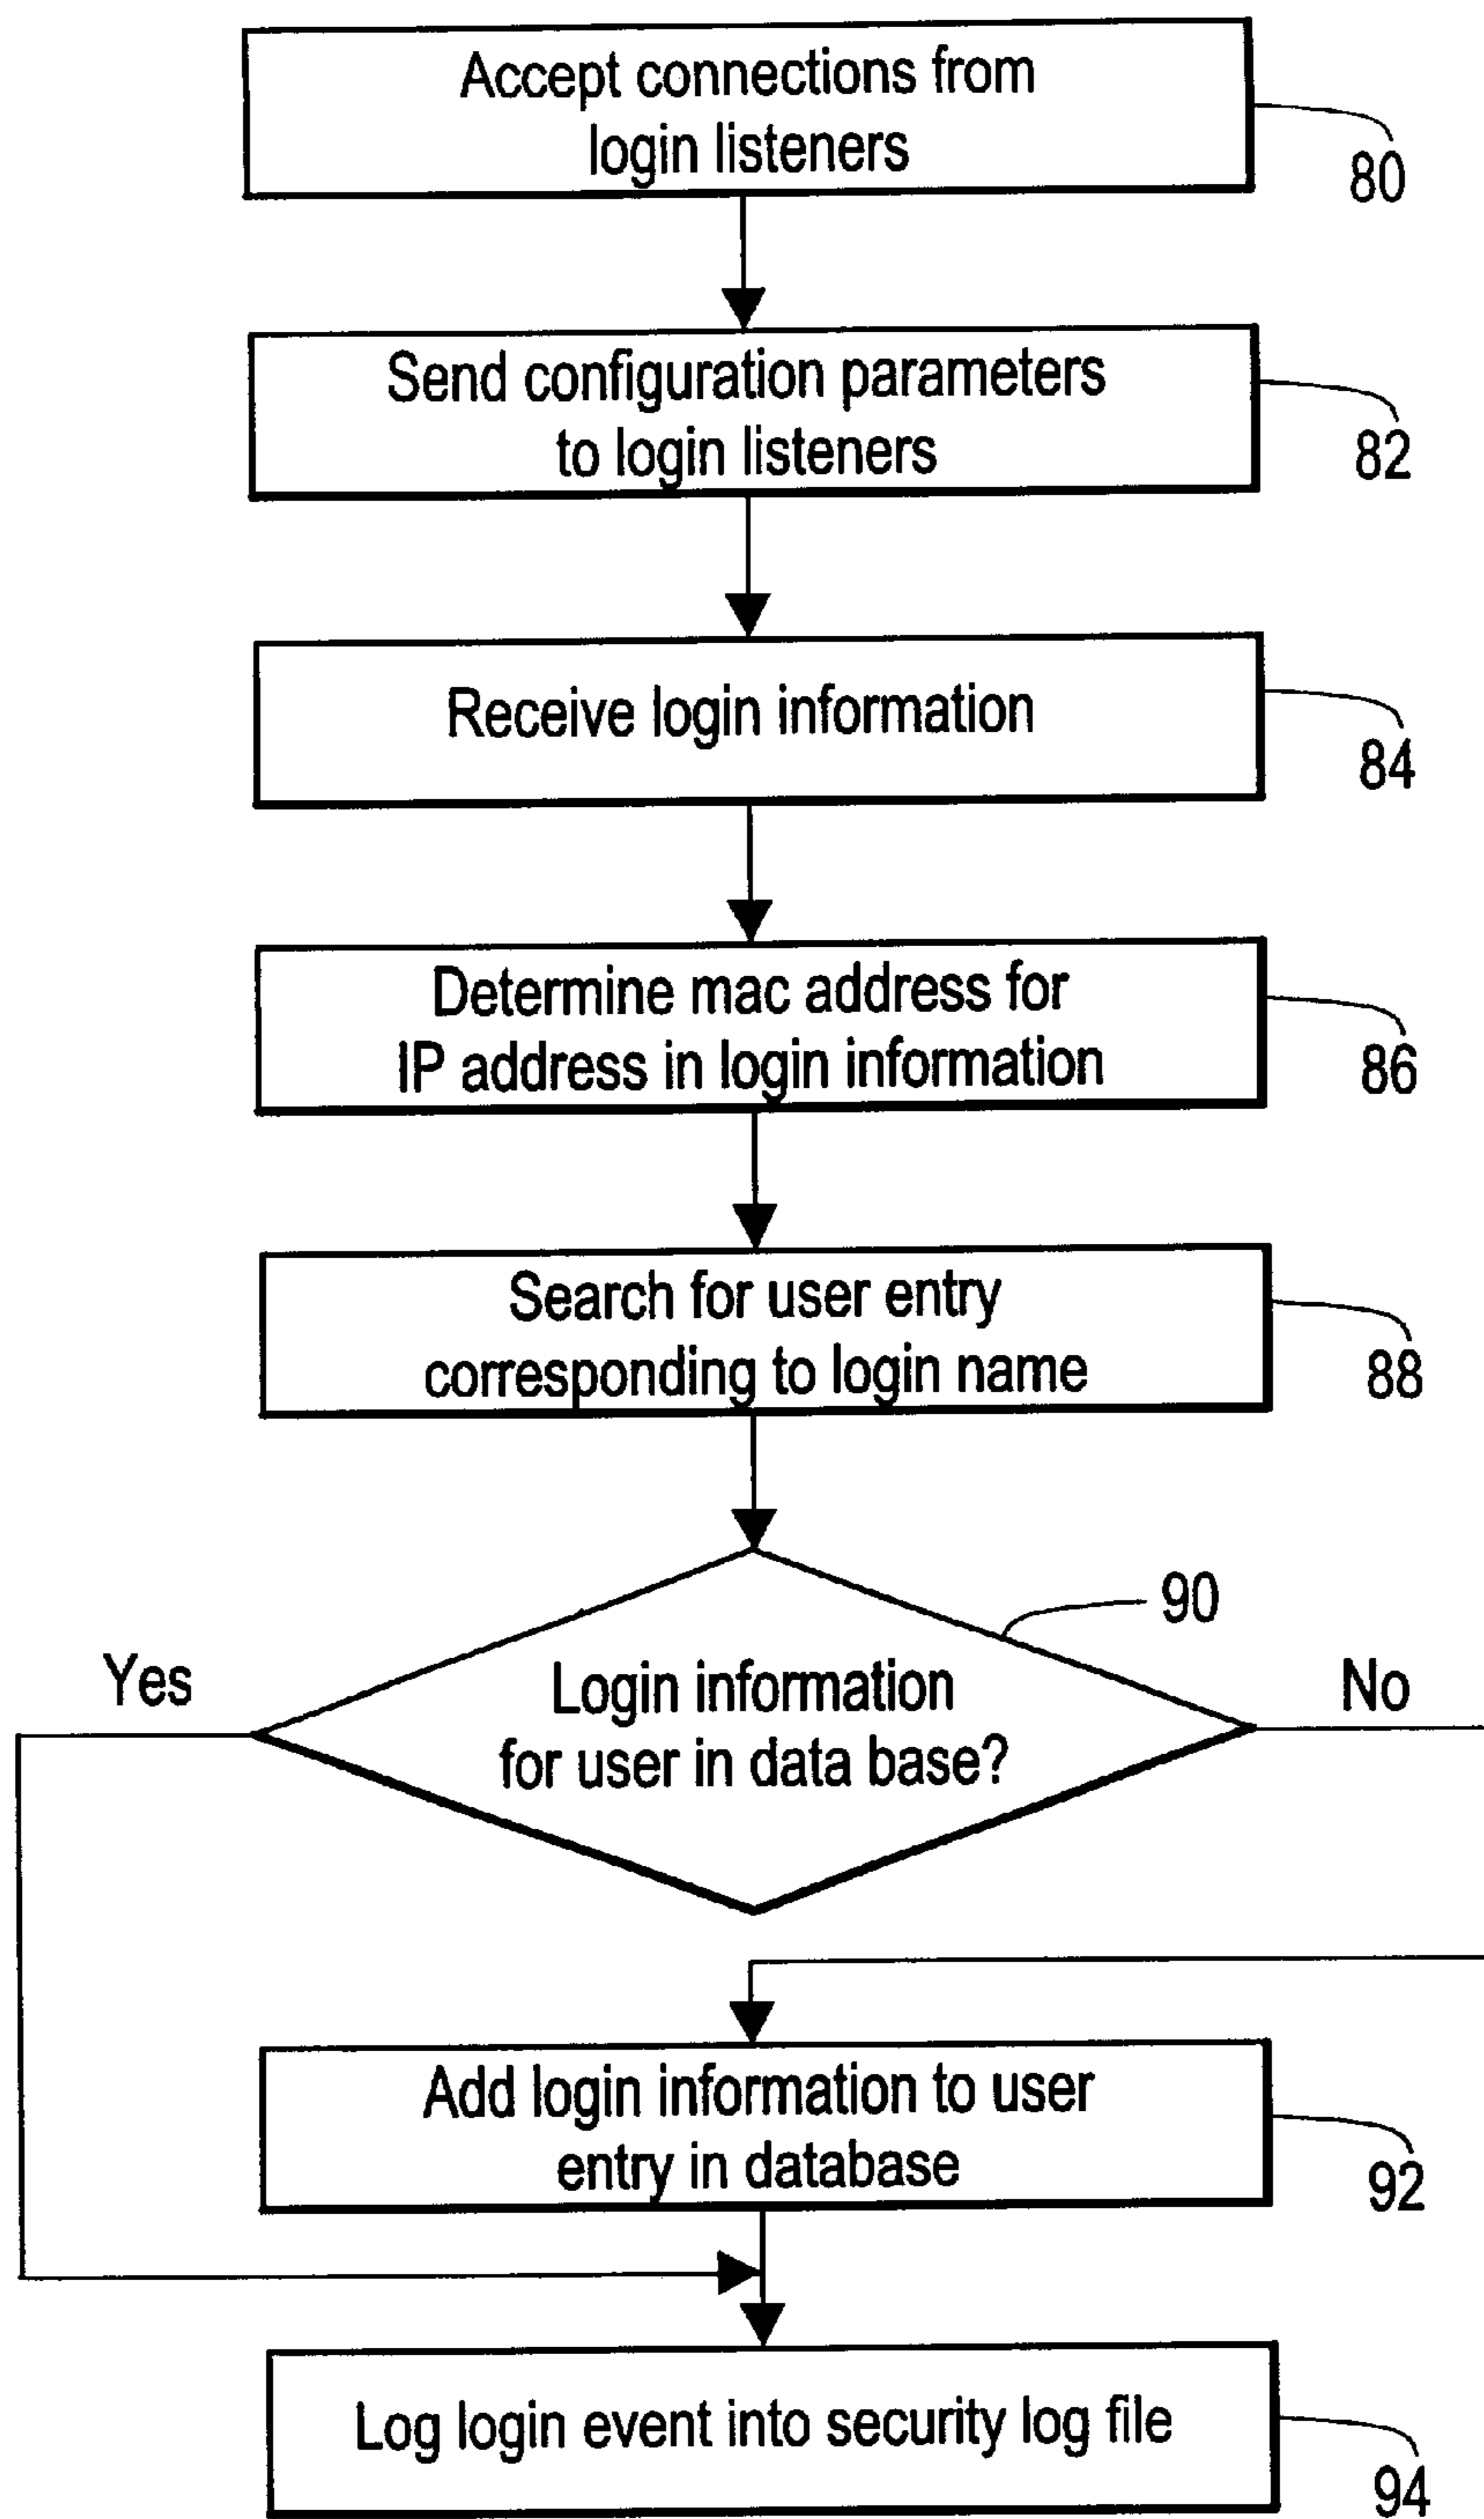 Accept connections from
login listeners
80
Send configuration parameters
to login listeners
82
Receive login information
84
Determine mac address for
IP address in login information
86
Search for user entry
corresponding to login name
88
90
Yes
Login information
for user in data base?
No
Add login information to user
entry in database
92
Log login event into security log file
94